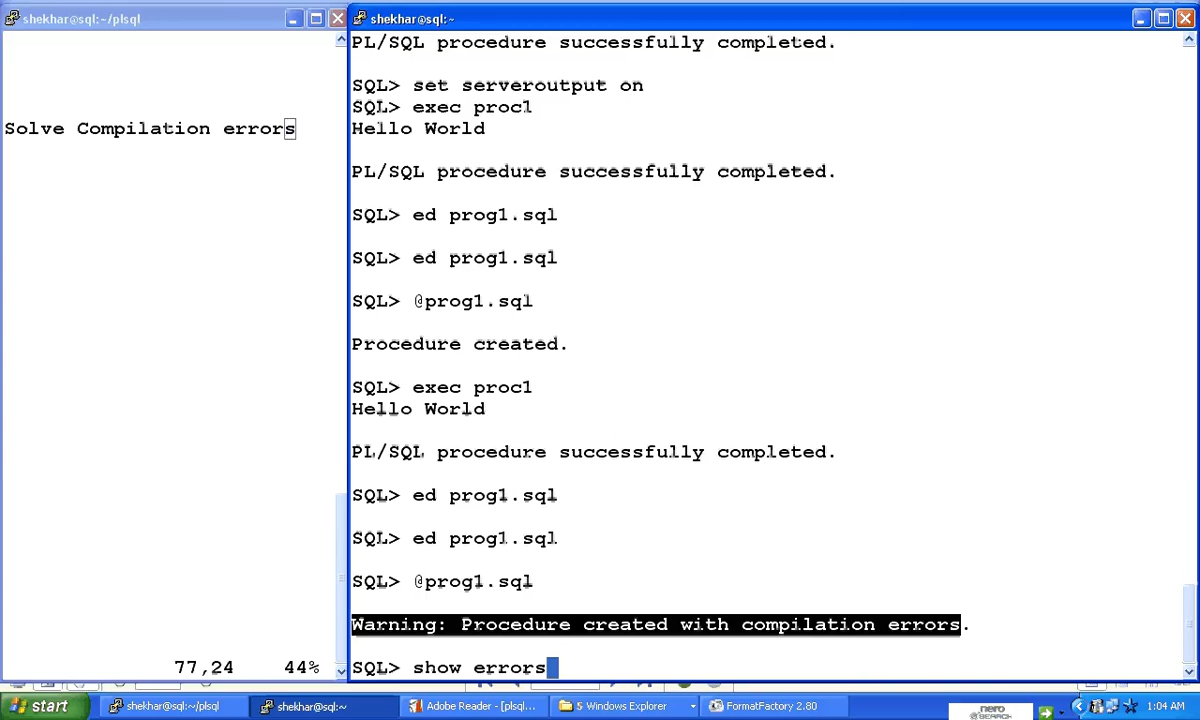 shekhar@sql:~/plsql
Solve Compilation errors
77,24 44%
shekhar@sql:~
PL/SQL procedure successfully completed.
SQL> set serveroutput on
SQL> exec proc1
Hello World
PL/SQL procedure successfully completed.
SQL> ed prog1.sql
SQL> ed prog1.sql
SQL> @prog1.sql
Procedure created.
SQL> exec proc1
Hello World
PL/SQL procedure successfully completed.
SQL> ed prog1.sql
SQL> ed prog1.sql
SQL> @prog1.sql
Warning: Procedure created with compilation errors.
SQL> show errors
start shekhar@sql:~/plsql shekhar@sql:~ Adobe Reader - [plsql... 5 Windows Explorer FormatFactory 2.80 nero SEARCH 1:04 AM